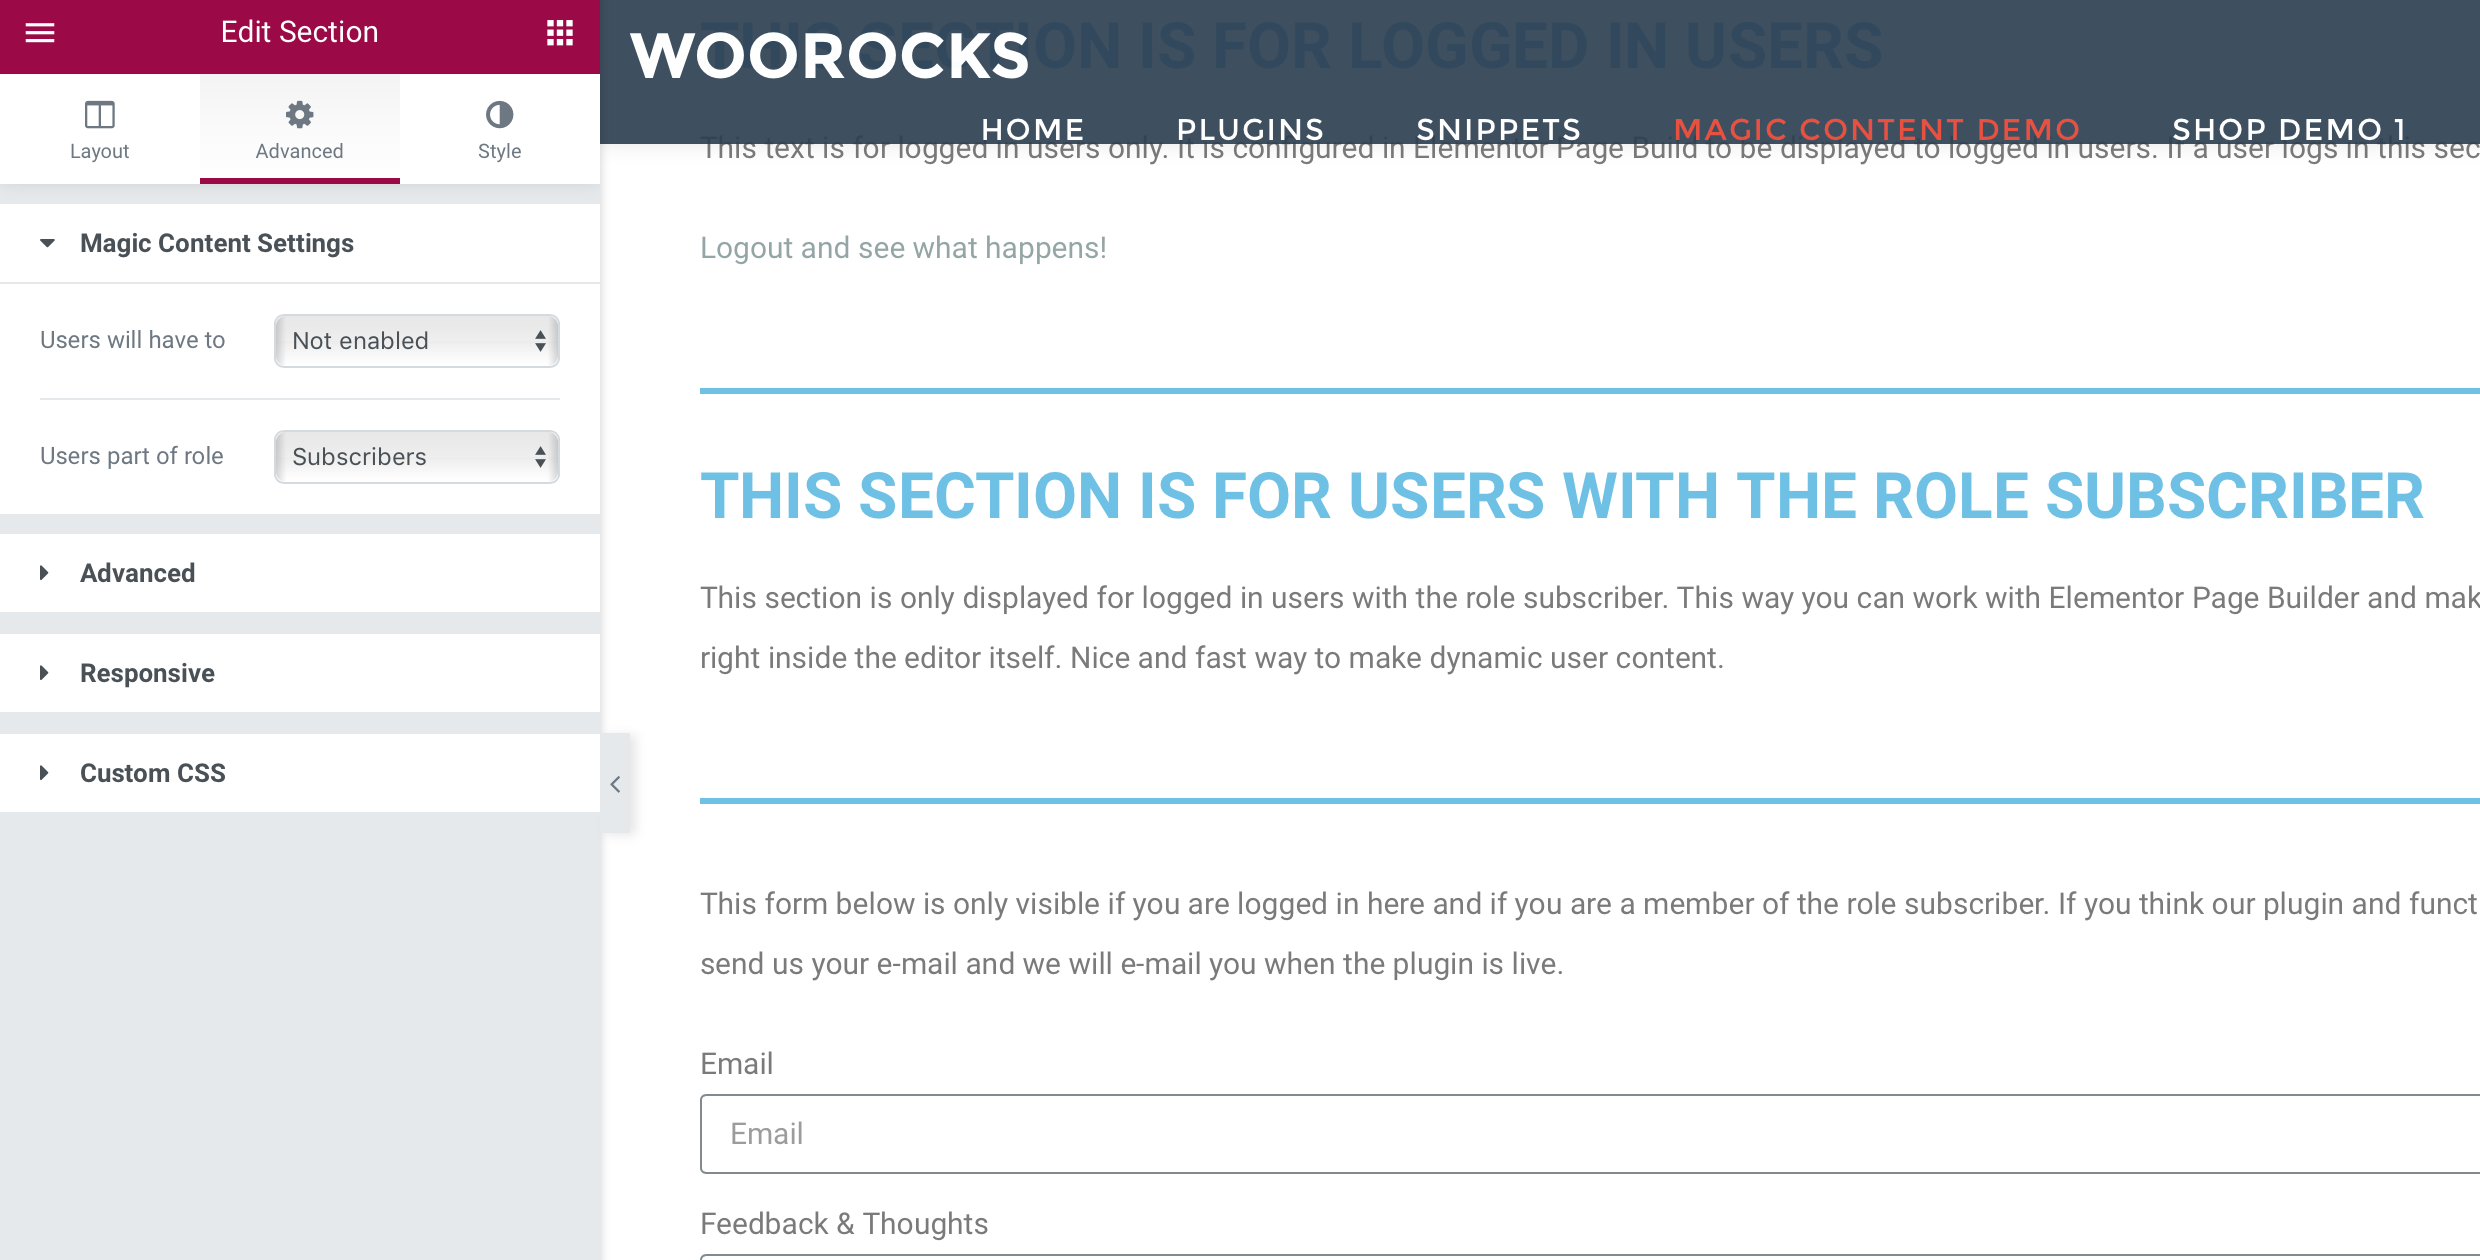 Edit Section
Layout
Advanced
Style
Magic Content Settings
Users will have to
Not enabled
Users part of role
Subscribers
Advanced
Responsive
Custom CSS
THIS SECTION IS FOR LOGGED IN USERS
WOOROCKS
HOME PLUGINS SNIPPETS MAGIC CONTENT DEMO SHOP DEMO 1
This text is for logged in users only. It is configured in Elementor Page Build to be displayed to logged in users. If a user logs in this sec
Logout and see what happens!
THIS SECTION IS FOR USERS WITH THE ROLE SUBSCRIBER
This section is only displayed for logged in users with the role subscriber. This way you can work with Elementor Page Builder and mak
right inside the editor itself. Nice and fast way to make dynamic user content.
This form below is only visible if you are logged in here and if you are a member of the role subscriber. If you think our plugin and funct
send us your e-mail and we will e-mail you when the plugin is live.
Email
Email
Feedback & Thoughts